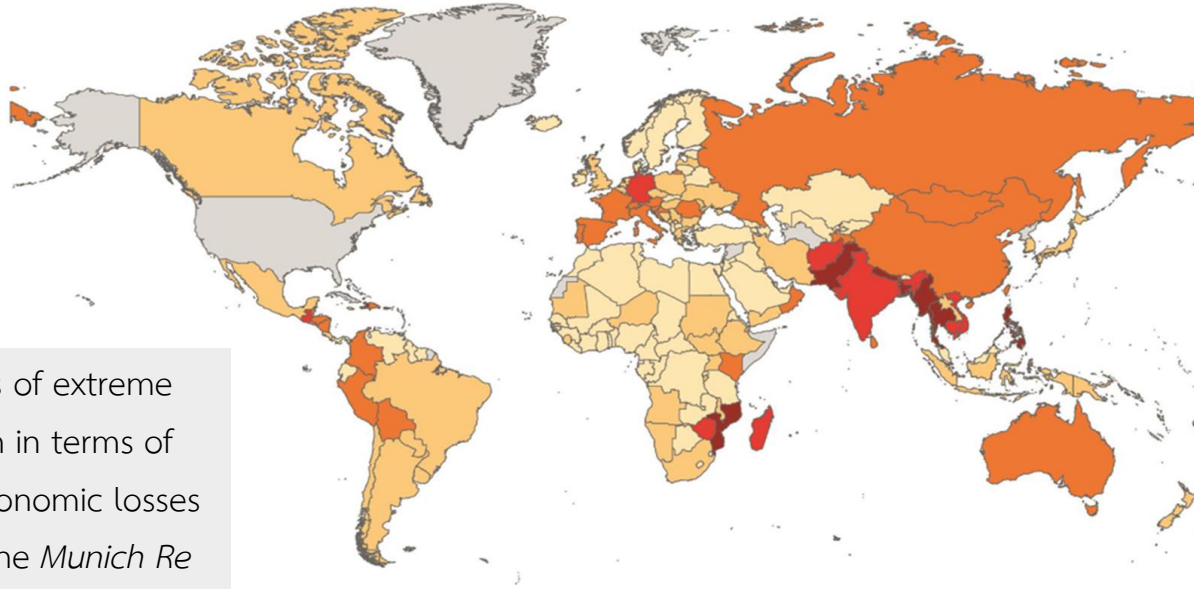 s of extreme
n in terms of
onomic losses
he Munich Re